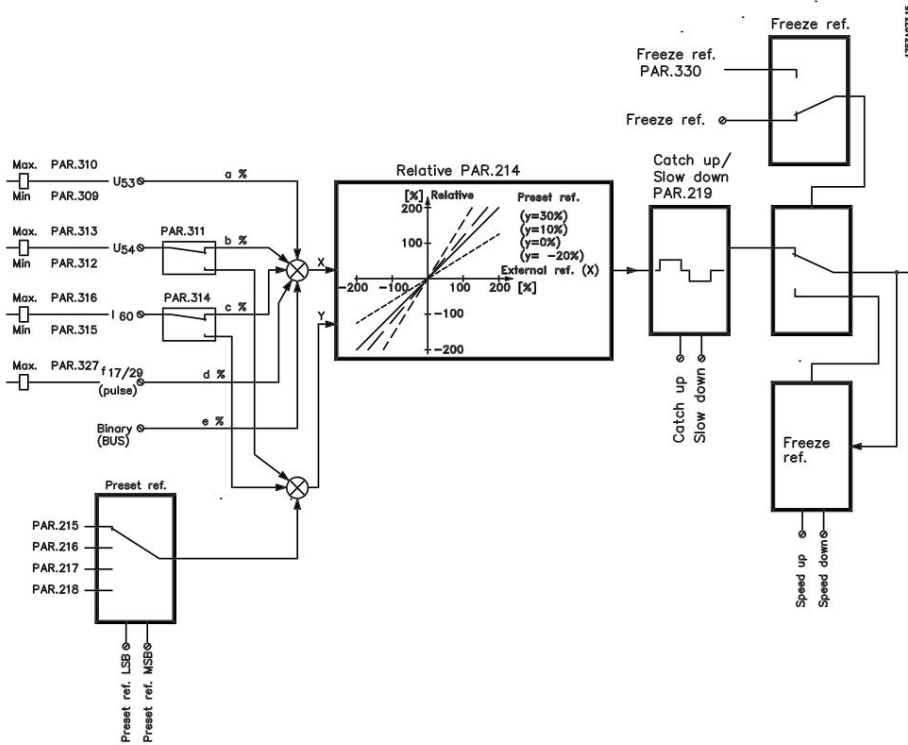 Freeze ref.
Freeze ref.
PAR.330
Freeze ref.
Max. PAR.310
U53
Min PAR.309
a %
Max. PAR.313
U54
Min PAR.312
PAR.311
b %
Max. PAR.316
I 60
Min PAR.315
PAR.314
c %
Max. PAR.327 f 17/29
(pulse)
d %
Binary
(BUS)
e %
X
Y
Relative PAR.214
[%] Relative
200
100
-200 -100
100 200
[%]
-100
-200
Preset ref.
(y=30%)
(y=10%)
(y=0%)
(y= -20%)
External ref. (X)
Catch up/
Slow down
PAR.219
Catch up
Slow down
Freeze
ref.
Speed up
Speed down
Preset ref.
PAR.215
PAR.216
PAR.217
PAR.218
Preset ref. LSB
Preset ref. MSB